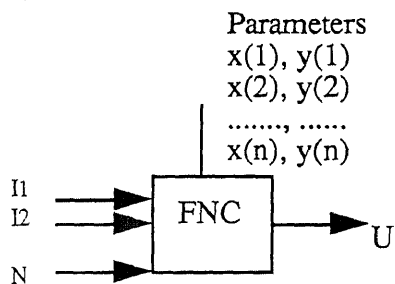 Parameters
x(1), y(1)
x(2), y(2)
......., ......
x(n), y(n)
I1
I2
FNC
U
N